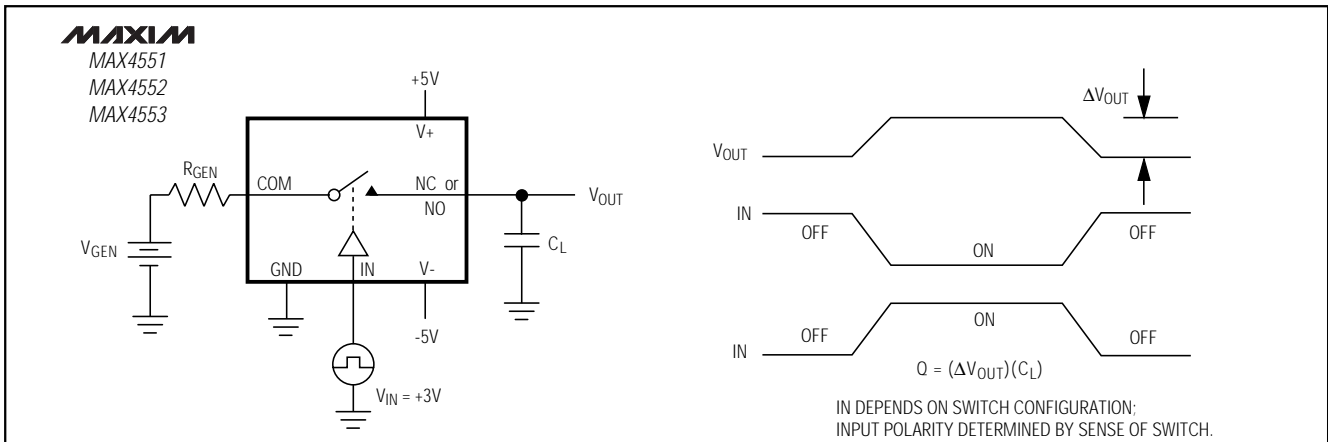 MAXIM
MAX4551
MAX4552
MAX4553
+5V
V+
RGEN
COM
NC or
NO
VOUT
VGEN
CL
GND
IN
V-
-5V
VIN = +3V
ΔVOUT
VOUT
IN
OFF
ON
OFF
IN
OFF
ON
OFF
Q = (ΔVOUT)(CL)
IN DEPENDS ON SWITCH CONFIGURATION;
INPUT POLARITY DETERMINED BY SENSE OF SWITCH.